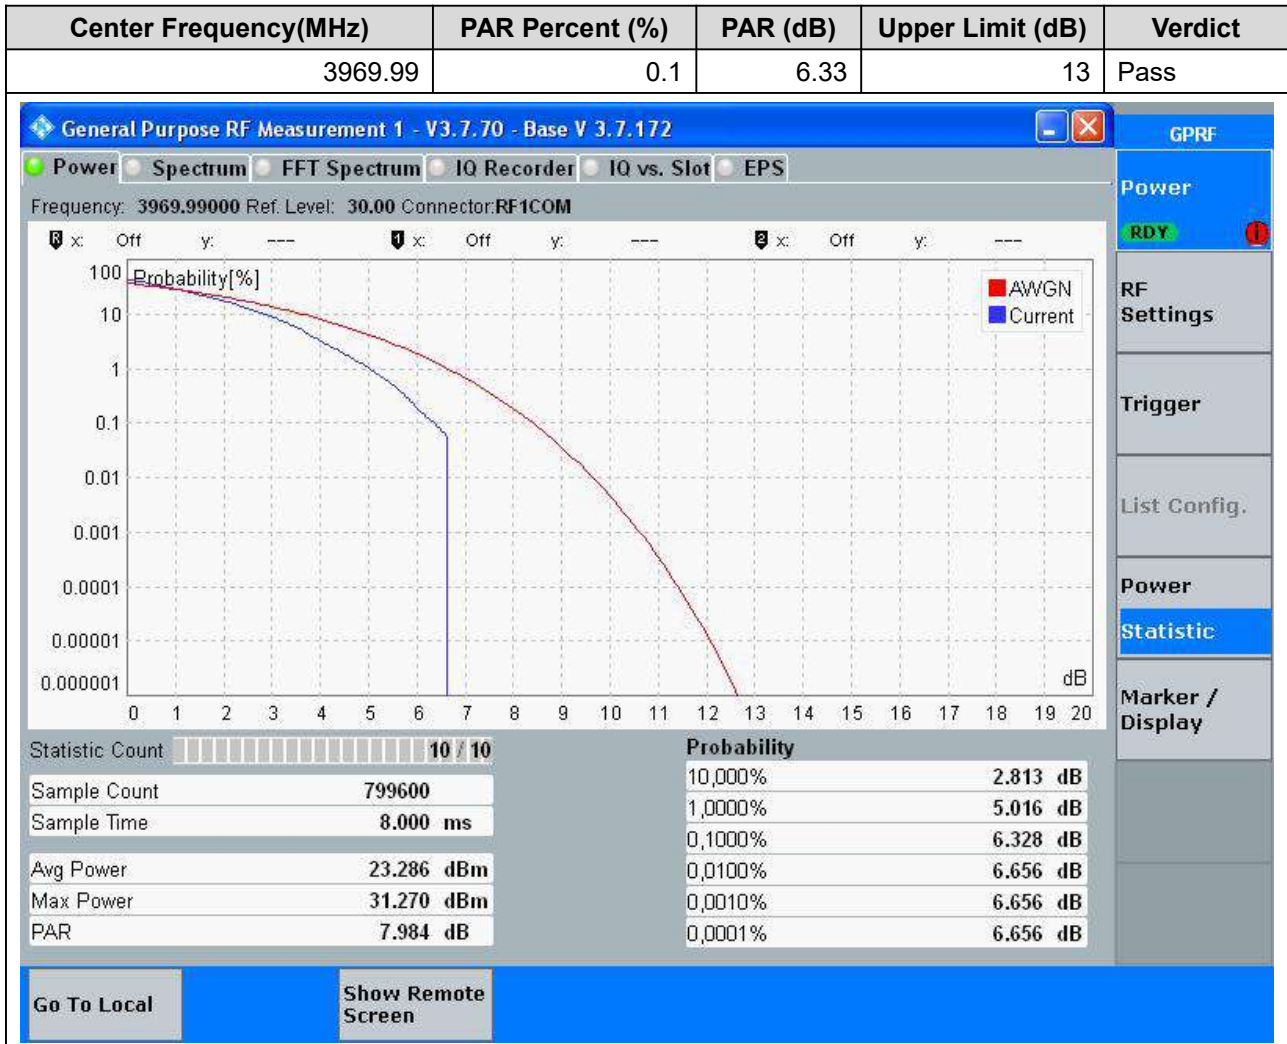 Center Frequency(MHz) PAR Percent (%) PAR (dB) Upper Limit (dB) Verdict
3969.99 0.1 6.33 13 Pass
General Purpose RF Measurement 1 - V3.7.70 - Base V 3.7.172
GPRF
Power Spectrum FFT Spectrum IQ Recorder IQ vs. Slot EPS
Power
RDY
Frequency: 3969.99000 Ref. Level: 30.00 Connector:RF1COM
R x: Off y: --- 1 x: Off y: --- 2 x: Off y: ---
Probability[%]
AWGN
Current
100
10
1
0.1
0.01
0.001
0.0001
0.00001
0.000001
dB
0 1 2 3 4 5 6 7 8 9 10 11 12 13 14 15 16 17 18 19 20
RF
Settings
Trigger
List Config.
Power
Statistic
Marker /
Display
Statistic Count 10 / 10
Sample Count 799600
Sample Time 8.000 ms
Avg Power 23.286 dBm
Max Power 31.270 dBm
PAR 7.984 dB
Probability
10,000% 2.813 dB
1,0000% 5.016 dB
0,1000% 6.328 dB
0,0100% 6.656 dB
0,0010% 6.656 dB
0,0001% 6.656 dB
Go To Local
Show Remote
Screen